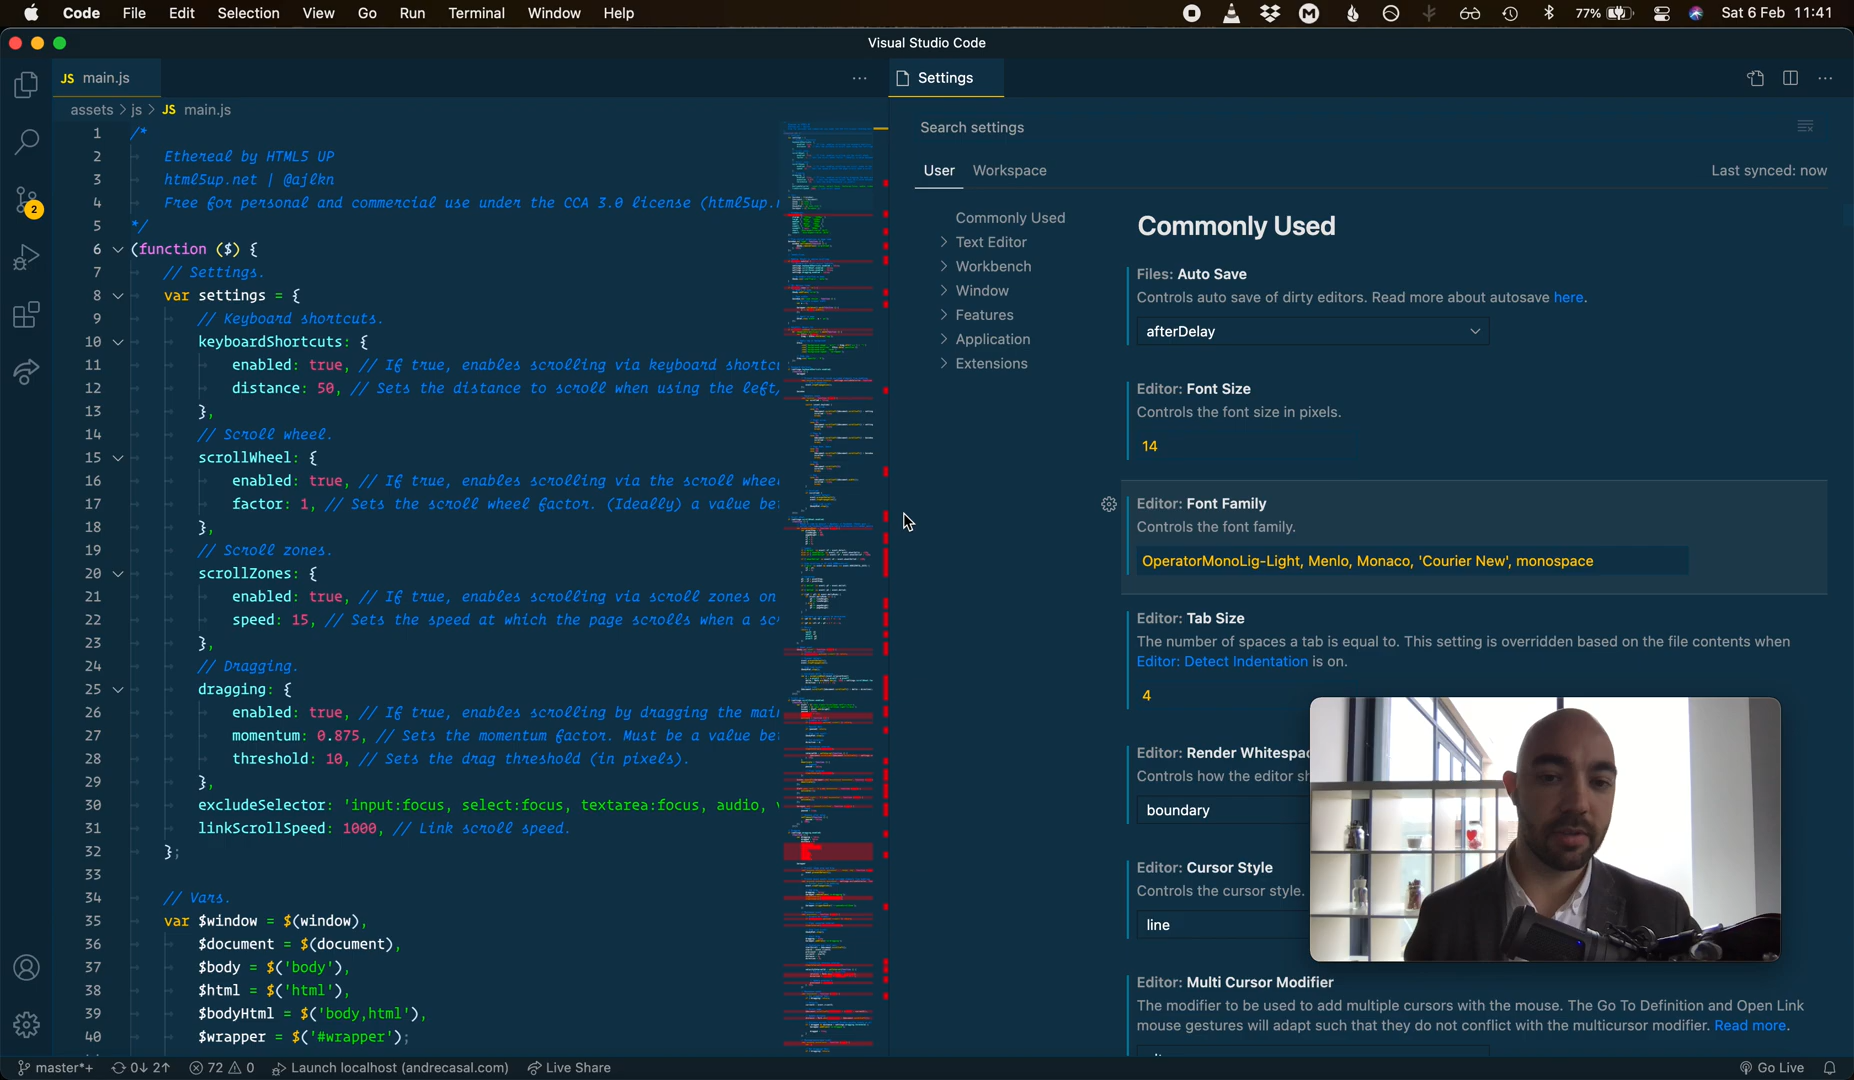 Code File Edit Selection View Go Run Terminal Window Help 77% Sat 6 Feb 11:41
Visual Studio Code
JS main.js ···
assets > js > JS main.js
1 /*
2 Ethereal by HTML5 UP
3 html5up.net | @ajlkn
4 Free for personal and commercial use under the CCA 3.0 license (html5up.
5 */
6 (function ($) {
7 // Settings.
8 var settings = {
9 // Keyboard shortcuts.
10 keyboardShortcuts: {
11 enabled: true, // If true, enables scrolling via keyboard shortcu
12 distance: 50, // Sets the distance to scroll when using the left/
13 },
14 // Scroll wheel.
15 scrollWheel: {
16 enabled: true, // If true, enables scrolling via the scroll whee
17 factor: 1, // Sets the scroll wheel factor. (Ideally) a value be
18 },
19 // Scroll zones.
20 scrollZones: {
21 enabled: true, // If true, enables scrolling via scroll zones on
22 speed: 15, // Sets the speed at which the page scrolls when a sc
23 },
24 // Dragging.
25 dragging: {
26 enabled: true, // If true, enables scrolling by dragging the mai
27 momentum: 0.875, // Sets the momentum factor. Must be a value be
28 threshold: 10, // Sets the drag threshold (in pixels).
29 },
30 excludeSelector: 'input:focus, select:focus, textarea:focus, audio,
31 linkScrollSpeed: 1000, // Link scroll speed.
32 };
33
34 // Vars.
35 var $window = $(window),
36 $document = $(document),
37 $body = $('body'),
38 $html = $('html'),
39 $bodyHtml = $('body,html'),
40 $wrapper = $('#wrapper');
Settings ···
Search settings
User Workspace Last synced: now
Commonly Used
Text Editor
Workbench
Window
Features
Application
Extensions
Commonly Used
Files: Auto Save
Controls auto save of dirty editors. Read more about autosave here.
afterDelay
Editor: Font Size
Controls the font size in pixels.
14
Editor: Font Family
Controls the font family.
OperatorMonoLig-Light, Menlo, Monaco, 'Courier New', monospace
Editor: Tab Size
The number of spaces a tab is equal to. This setting is overridden based on the file contents when
Editor: Detect Indentation is on.
4
Editor: Render Whitespac
Controls how the editor sh
boundary
Editor: Cursor Style
Controls the cursor style.
line
Editor: Multi Cursor Modifier
The modifier to be used to add multiple cursors with the mouse. The Go To Definition and Open Link
mouse gestures will adapt such that they do not conflict with the multicursor modifier. Read more.
2
master*+ 0↓ 2↑ 72 0 Launch localhost (andrecasal.com) Live Share Go Live